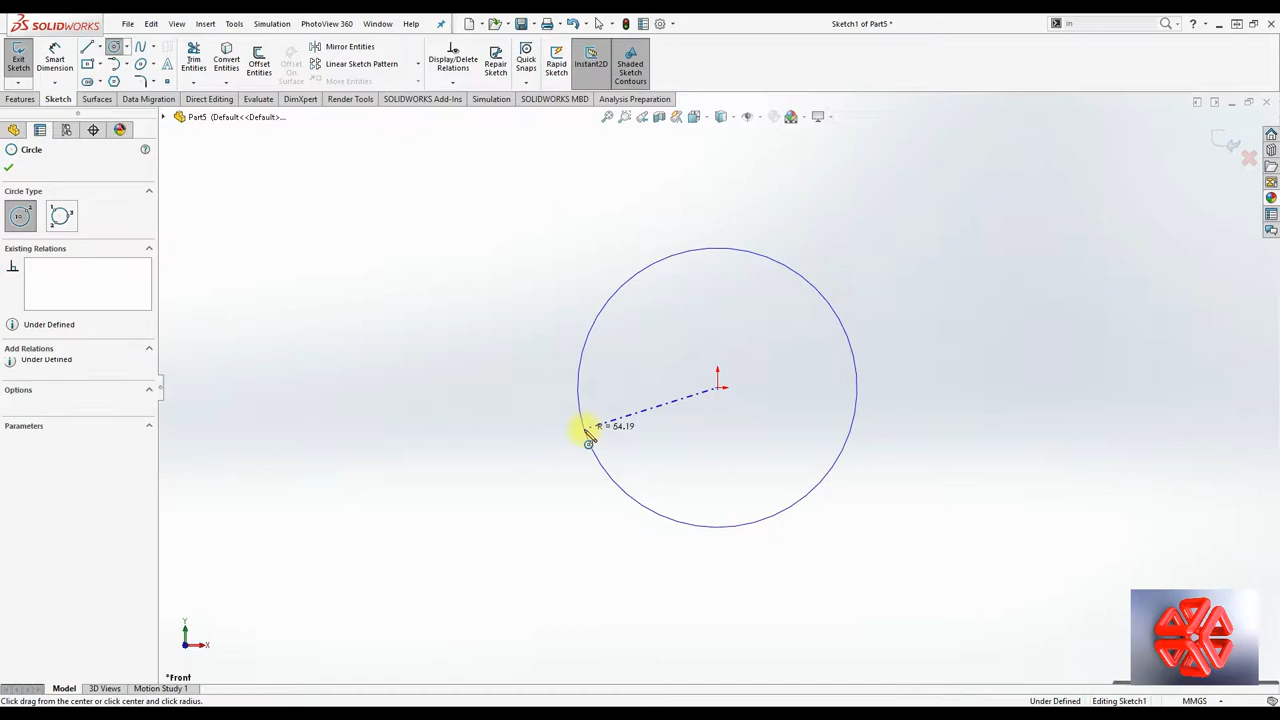 SOLIDWORKS File Edit View Insert Tools Simulation PhotoView 360 Window Help Sketch1 of Part5 * in
Exit Sketch
Smart Dimension
Trim Entities
Convert Entities
Offset Entities
Offset On Surface
Mirror Entities
Linear Sketch Pattern
Move Entities
Display/Delete Relations
Repair Sketch
Quick Snaps
Rapid Sketch
Instant2D
Shaded Sketch Contours
Features Sketch Surfaces Data Migration Direct Editing Evaluate DimXpert Render Tools SOLIDWORKS Add-Ins Simulation SOLIDWORKS MBD Analysis Preparation
Part5 (Default<<Default>...
Circle
Circle Type
Existing Relations
Under Defined
Add Relations
Under Defined
Options
Parameters
R = 54.19
Y
X
*Front
Model 3D Views Motion Study 1
Click drag from the center or click center and click radius. Under Defined Editing Sketch1 MMGS